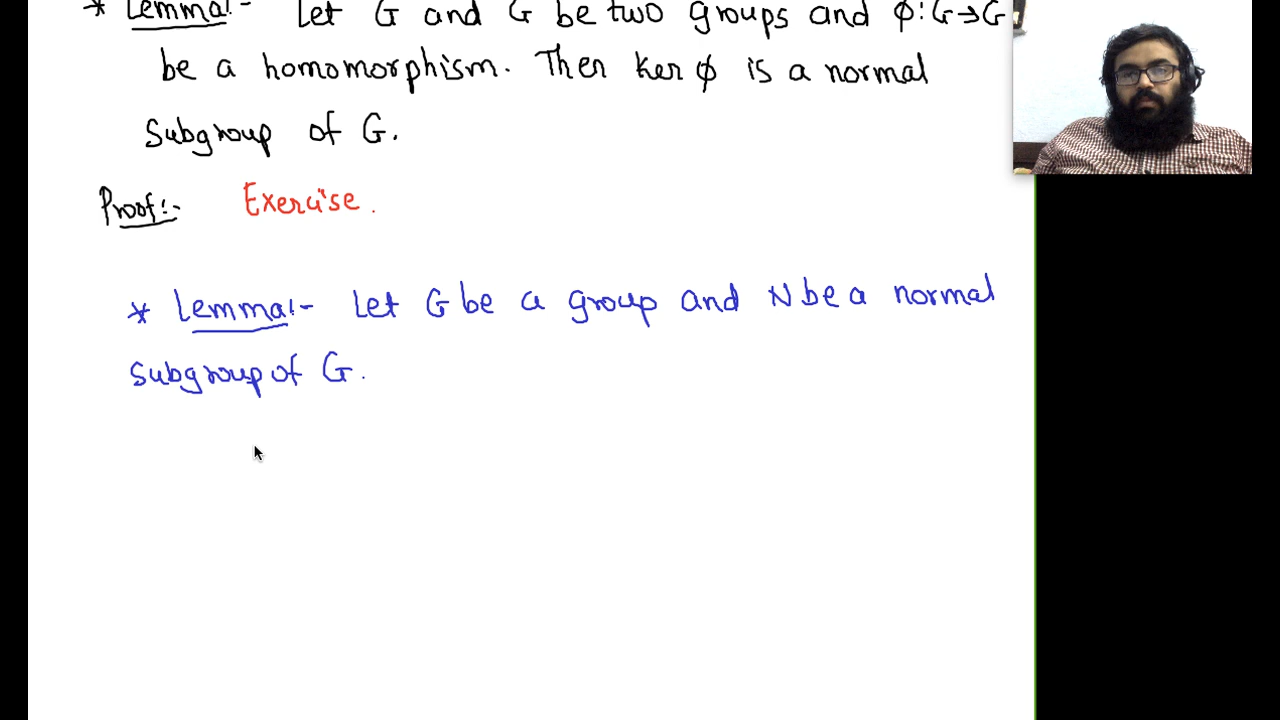 * Lemma:- Let G and G be two groups and ϕ: G→G
be a homomorphism. Then ker ϕ is a normal
Subgroup of G.
Proof:- Exercise.
* Lemma:- Let G be a group and N be a normal
Subgroup of G.